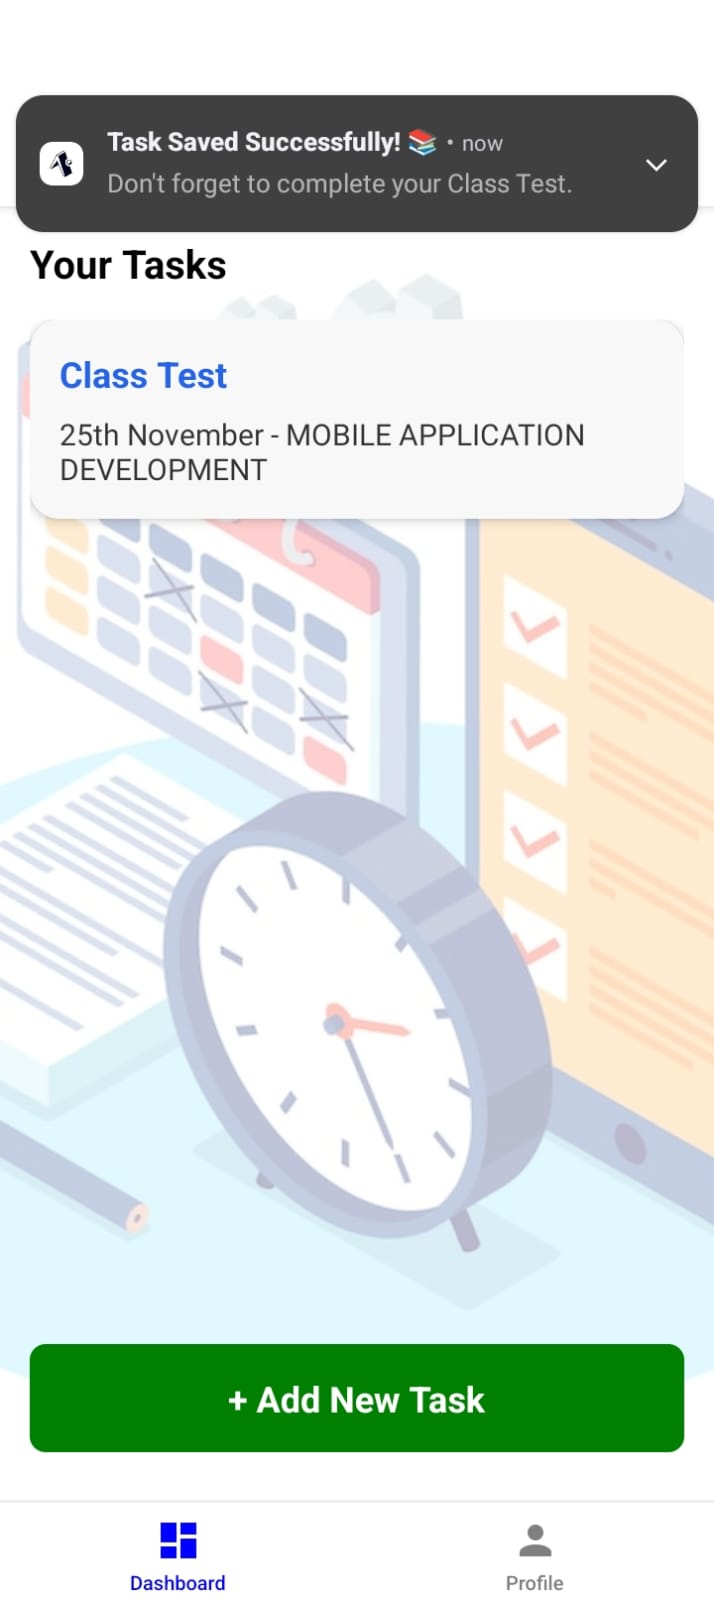 Task Saved Successfully! 📚 • now
Don't forget to complete your Class Test.
Your Tasks
Class Test
25th November - MOBILE APPLICATION
DEVELOPMENT
+ Add New Task
Dashboard
Profile